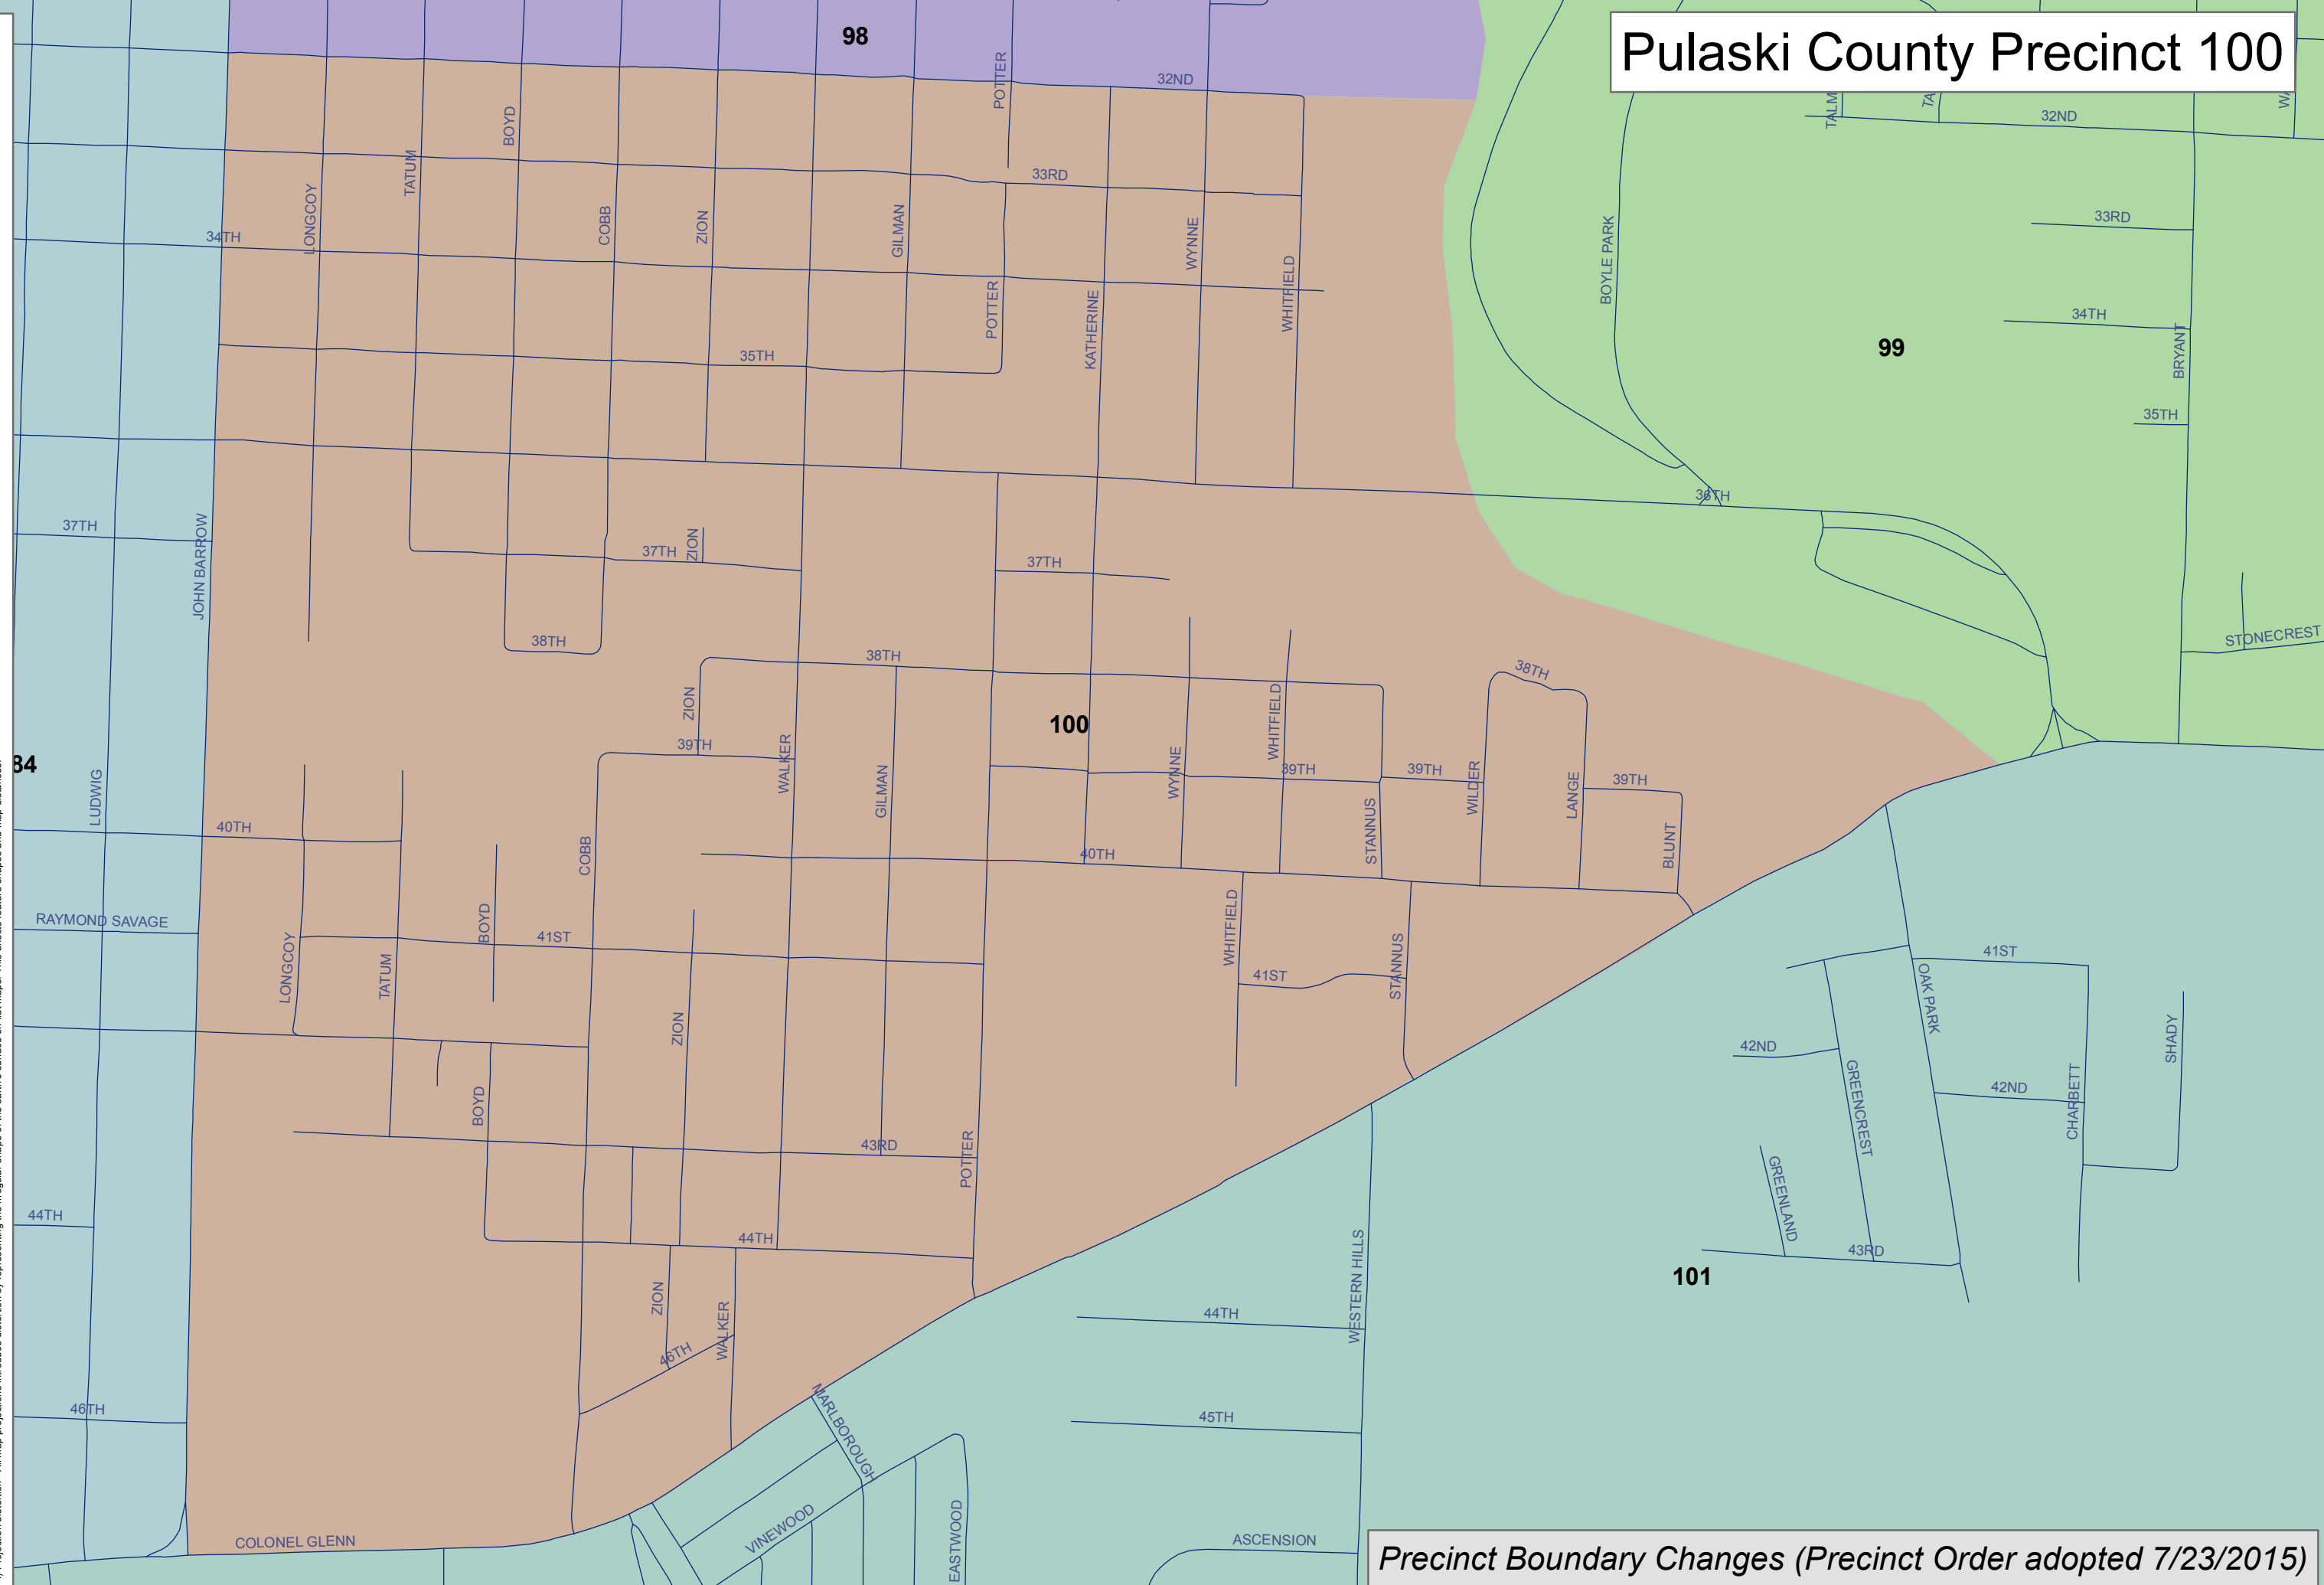 Pulaski County Precinct 100
98
POTTER
32ND
BOYD
TATUM
LONGCOY
COBB
ZION
GILMAN
33RD
WYNNE
WHITFIELD
34TH
POTTER
KATHERINE
35TH
BOYLE PARK
32ND
33RD
34TH
BRYANT
99
35TH
36TH
37TH
JOHN BARROW
37TH
ZION
37TH
38TH
38TH
STONECREST
ZION
39TH
WALKER
GILMAN
100
WYNNE
WHITFIELD
38TH
39TH
39TH
39TH
STANNUS
WILDER
LANGE
BLUNT
84
LUDWIG
40TH
COBB
40TH
RAYMOND SAVAGE
LONGCOY
TATUM
BOYD
41ST
ZION
WHITFIELD
41ST
STANNUS
41ST
OAK PARK
42ND
GREENCREST
42ND
CHARBETT
SHADY
BOYD
43RD
POTTER
GREENLAND
43RD
101
44TH
44TH
ZION
WALKER
46TH
46TH
WESTERN HILLS
44TH
45TH
MARLBOROUGH
VINEWOOD
EASTWOOD
ASCENSION
COLONEL GLENN
Precinct Boundary Changes (Precinct Order adopted 7/23/2015)